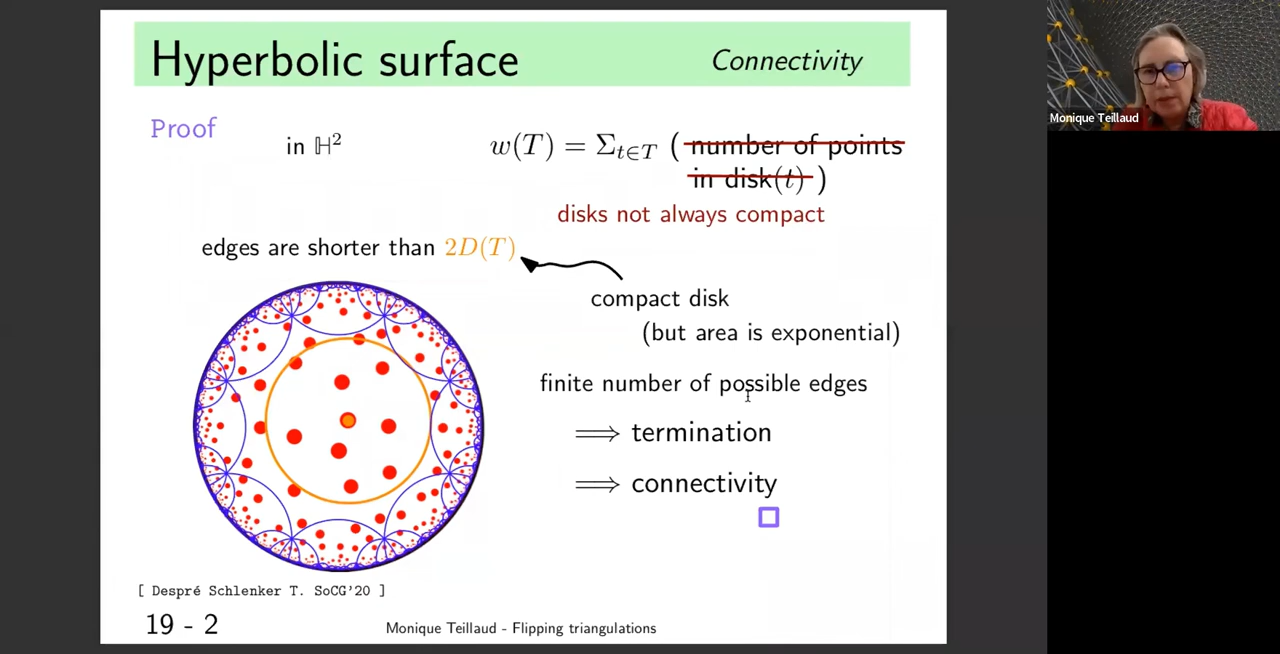 Hyperbolic surface
Connectivity
Monique Teillaud
Proof
in ℍ²
w(T) = Σ_{t∈T} ( number of points
in disk(t) )
disks not always compact
edges are shorter than 2D(T)
compact disk
(but area is exponential)
finite number of possible edges
⟹ termination
⟹ connectivity
[ Despré Schlenker T. SoCG'20 ]
19 - 2
Monique Teillaud - Flipping triangulations